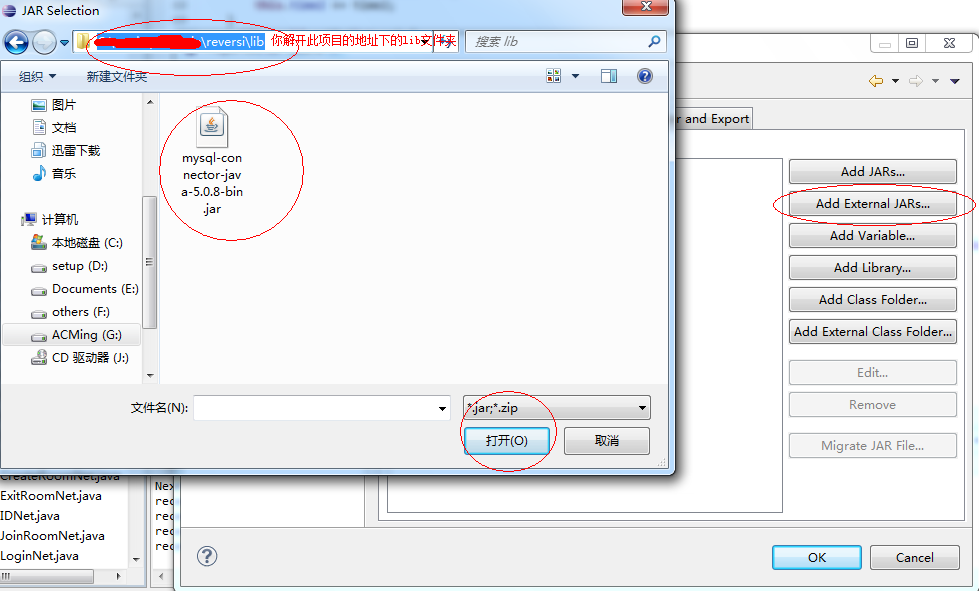 JAR Selection
\reversi\lib 你解开此项目的地址下的lib文件夹
搜索 lib
组织 新建文件夹
图片
文档
迅雷下载
音乐
计算机
本地磁盘 (C:)
setup (D:)
Documents (E:)
others (F:)
ACMing (G:)
CD 驱动器 (J:)
mysql-con
nector-jav
a-5.0.8-bin
.jar
文件名(N):
*.jar;*.zip
打开(O) 取消
r and Export
Add JARs...
Add External JARs...
Add Variable...
Add Library...
Add Class Folder...
Add External Class Folder...
Edit...
Remove
Migrate JAR File...
CreateRoomNet.java
ExitRoomNet.java
IDNet.java
JoinRoomNet.java
LoginNet.java
Nex
rec
rec
rec
rec
OK Cancel